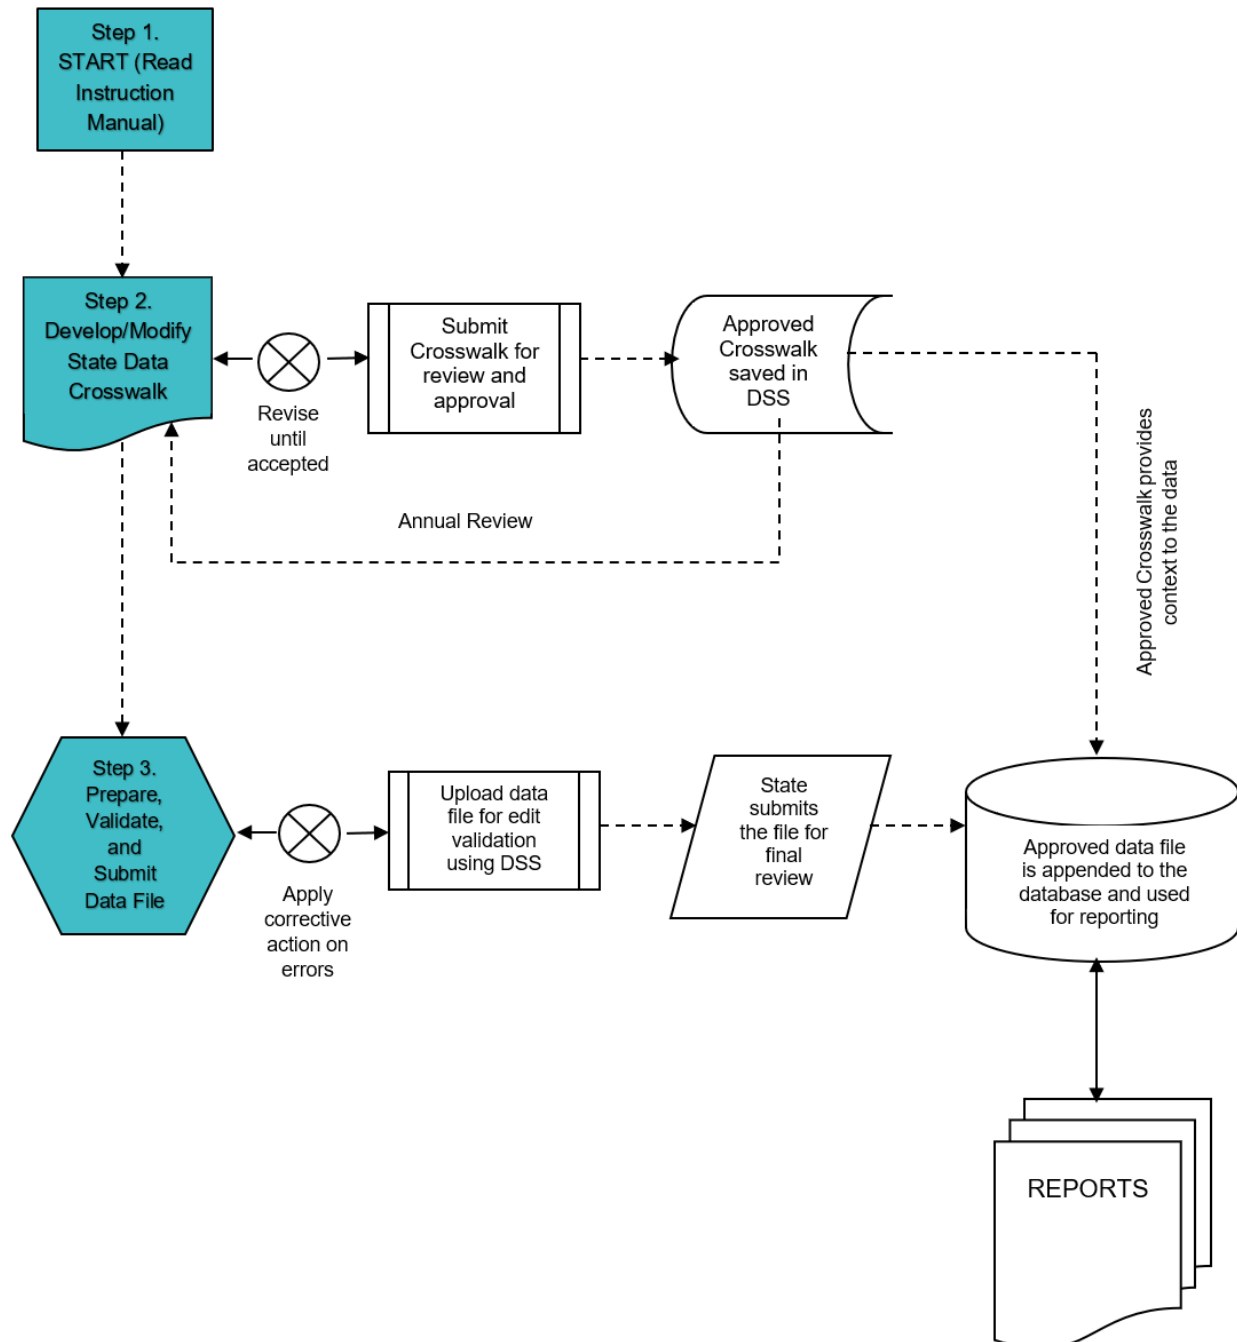 Step 1.
START (Read
Instruction
Manual)
Step 2.
Develop/Modify
State Data
Crosswalk
Revise
until
accepted
Submit
Crosswalk for
review and
approval
Approved
Crosswalk
saved in
DSS
Annual Review
Approved Crosswalk provides
context to the data
Step 3.
Prepare,
Validate,
and
Submit
Data File
Apply
corrective
action on
errors
Upload data
file for edit
validation
using DSS
State
submits
the file for
final
review
Approved data file
is appended to the
database and used
for reporting
REPORTS